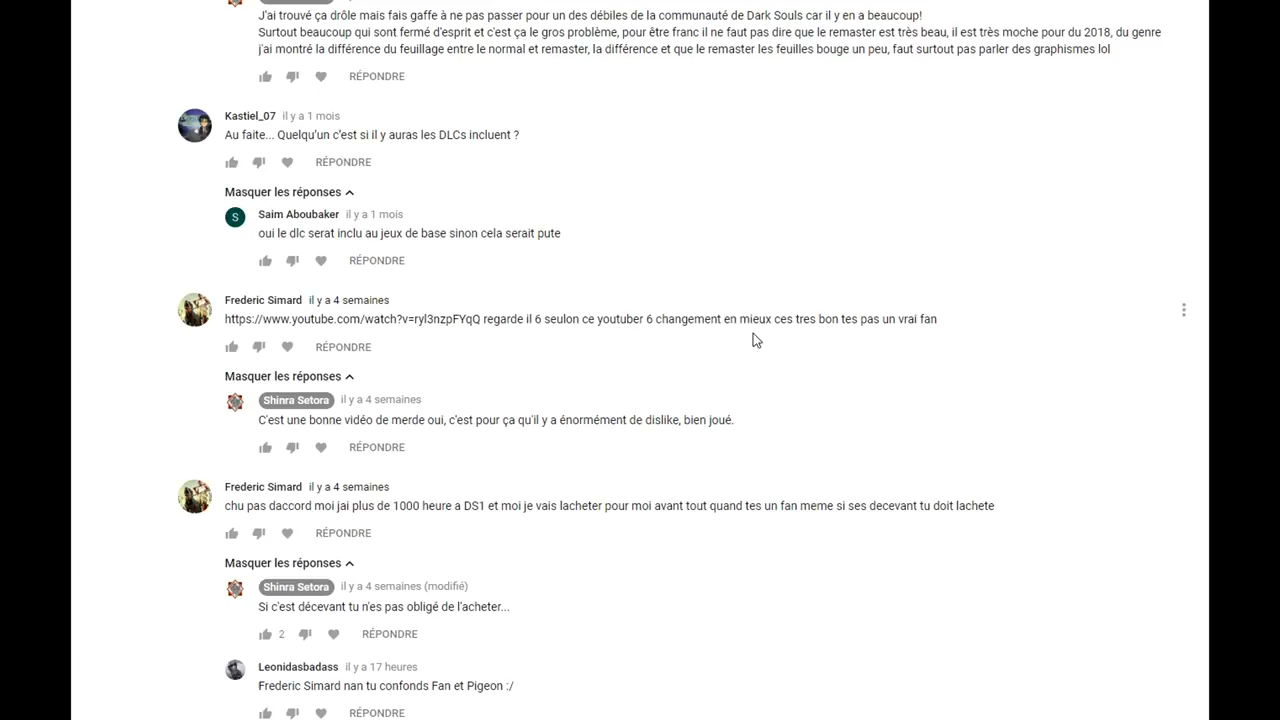 J'ai trouvé ça drôle mais fais gaffe à ne pas passer pour un des débiles de la communauté de Dark Souls car il y en a beaucoup!
Surtout beaucoup qui sont fermé d'esprit et c'est ça le gros problème, pour être franc il ne faut pas dire que le remaster est très beau, il est très moche pour du 2018, du genre
j'ai montré la différence du feuillage entre le normal et remaster, la différence et que le remaster les feuilles bouge un peu, faut surtout pas parler des graphismes lol
RÉPONDRE
Kastiel_07 il y a 1 mois
Au faite... Quelqu'un c'est si il y auras les DLCs incluent ?
RÉPONDRE
Masquer les réponses
S
Saim Aboubaker il y a 1 mois
oui le dlc serat inclu au jeux de base sinon cela serait pute
RÉPONDRE
Frederic Simard il y a 4 semaines
https://www.youtube.com/watch?v=ryl3nzpFYqQ regarde il 6 seulon ce youtuber 6 changement en mieux ces tres bon tes pas un vrai fan
RÉPONDRE
Masquer les réponses
Shinra Setora il y a 4 semaines
C'est une bonne vidéo de merde oui, c'est pour ça qu'il y a énormément de dislike, bien joué.
RÉPONDRE
Frederic Simard il y a 4 semaines
chu pas daccord moi jai plus de 1000 heure a DS1 et moi je vais lacheter pour moi avant tout quand tes un fan meme si ses decevant tu doit lachete
RÉPONDRE
Masquer les réponses
Shinra Setora il y a 4 semaines (modifié)
Si c'est décevant tu n'es pas obligé de l'acheter...
2 RÉPONDRE
Leonidasbadass il y a 17 heures
Frederic Simard nan tu confonds Fan et Pigeon :/
RÉPONDRE